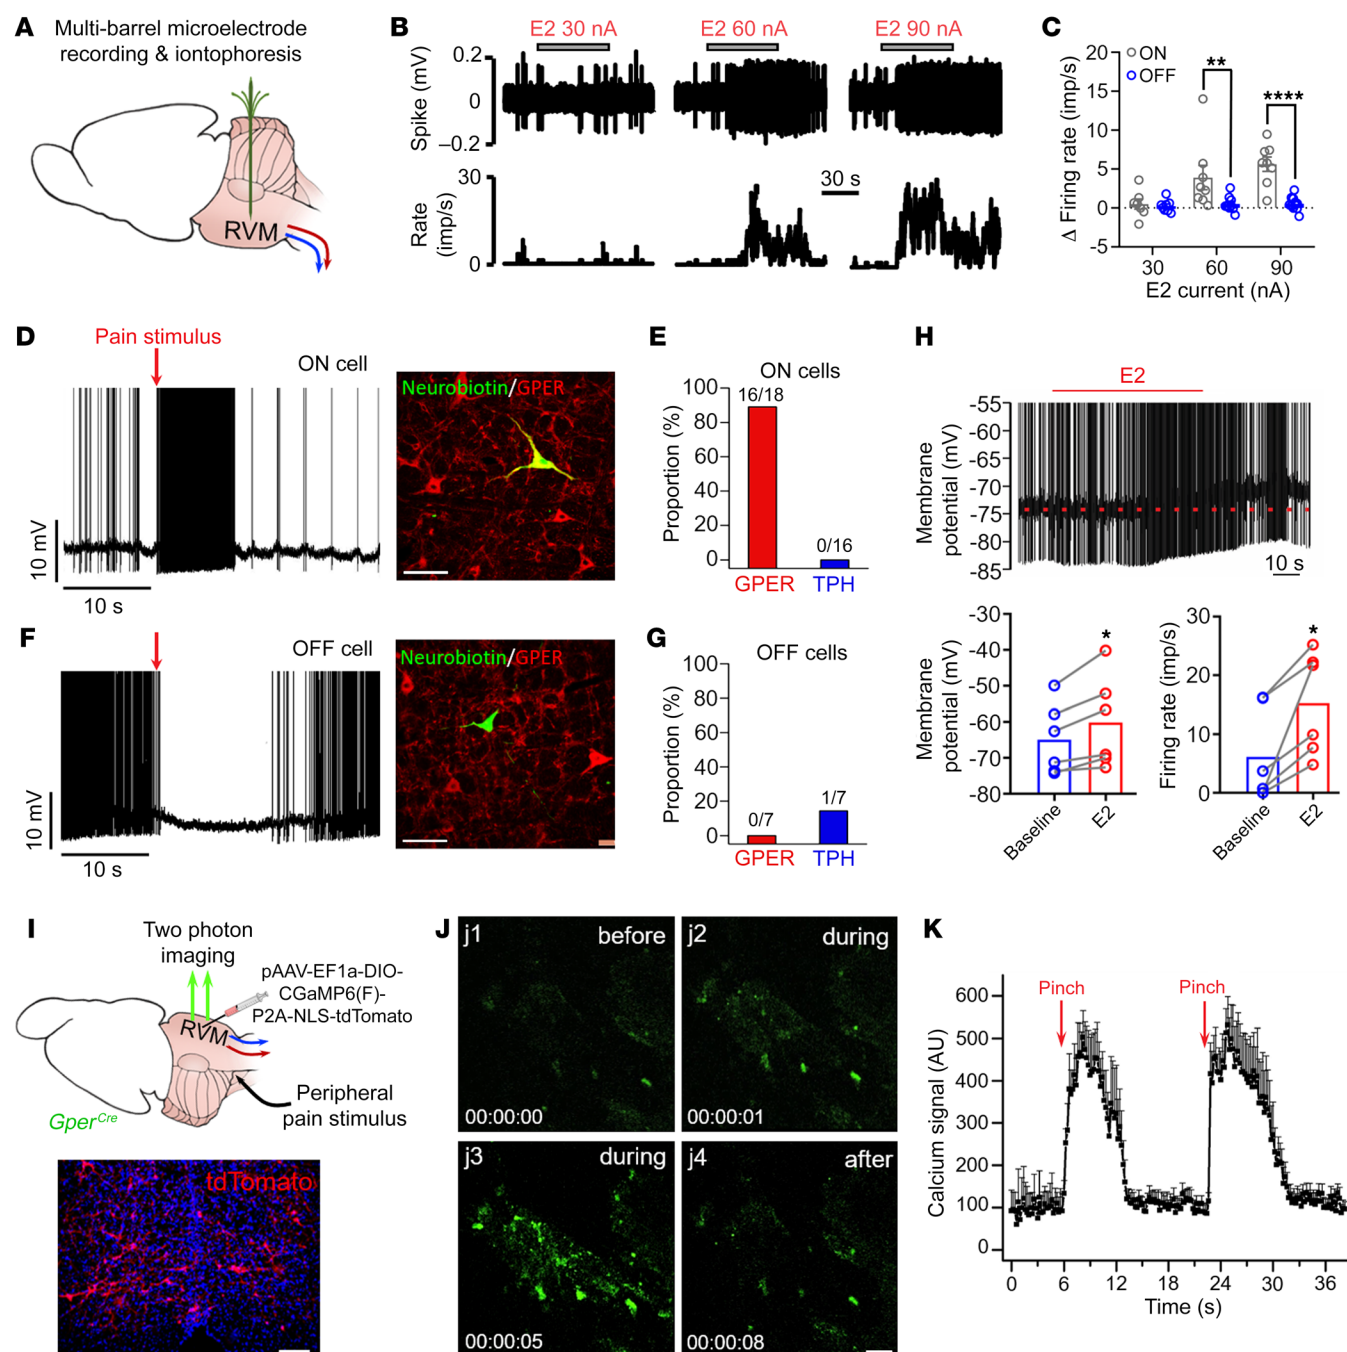 A
Multi-barrel microelectrode
recording & iontophoresis
RVM
B
E2 30 nA
E2 60 nA
E2 90 nA
Spike (mV)
0.2
0
–0.2
Rate
(imp/s)
30
0
30 s
C
ON
OFF
**
****
Δ Firing rate (imp/s)
20
15
10
5
0
-5
30
60
90
E2 current (nA)
D
Pain stimulus
ON cell
10 mV
10 s
Neurobiotin/GPER
E
ON cells
Proportion (%)
100
80
60
40
20
0
16/18
0/16
GPER
TPH
F
OFF cell
10 mV
10 s
Neurobiotin/GPER
G
OFF cells
Proportion (%)
100
80
60
40
20
0
0/7
1/7
GPER
TPH
H
E2
Membrane
potential (mV)
-55
-60
-65
-70
-75
-80
-85
10 s
Membrane
potential (mV)
-30
-40
-50
-60
-70
-80
*
Baseline
E2
Firing rate (imp/s)
30
20
10
0
*
Baseline
E2
I
Two photon
imaging
pAAV-EF1a-DIO-
CGaMP6(F)-
P2A-NLS-tdTomato
RVM
Peripheral
pain stimulus
GperCre
tdTomato
J
j1
before
00:00:00
j2
during
00:00:01
j3
during
00:00:05
j4
after
00:00:08
K
Pinch
Pinch
Calcium signal (AU)
600
500
400
300
200
100
0
0
6
12
18
24
30
36
Time (s)